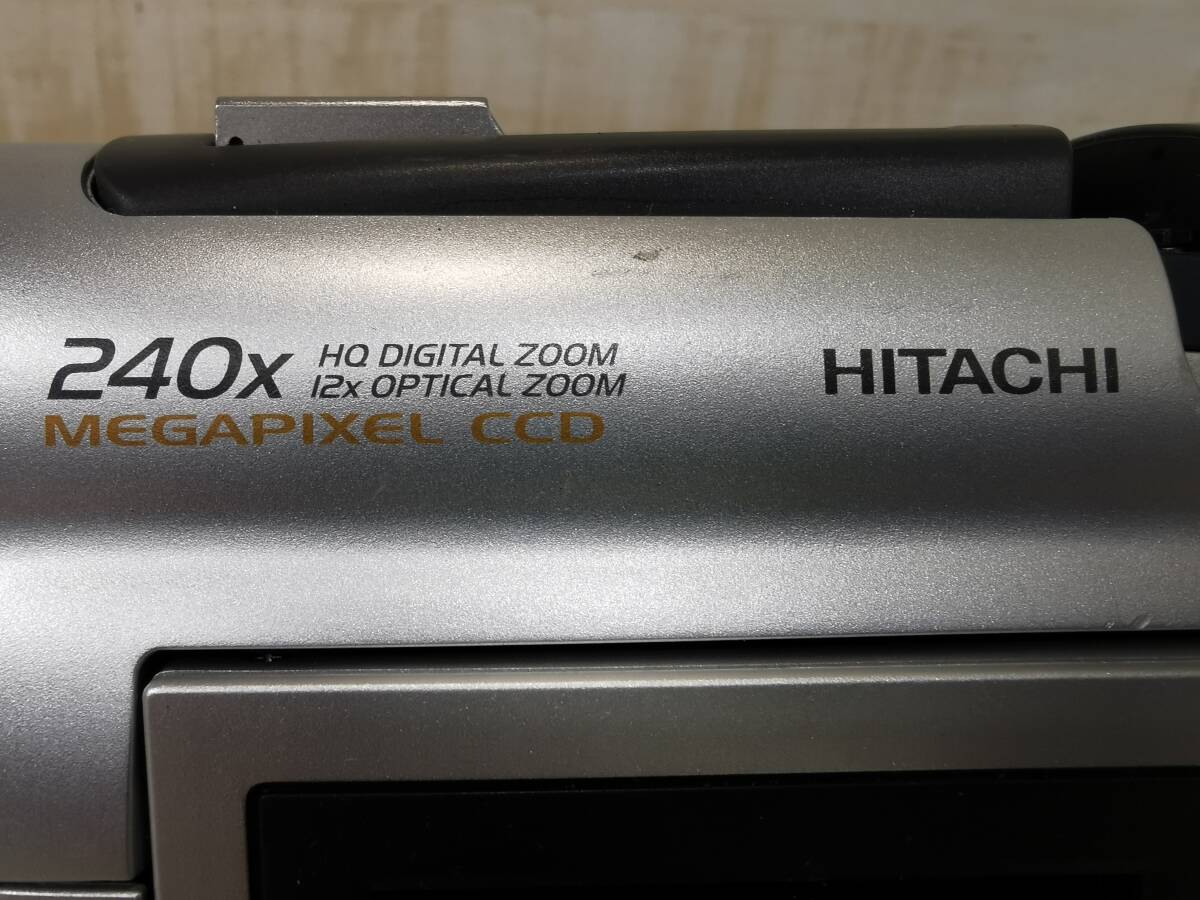 240x HQ DIGITAL ZOOM
12x OPTICAL ZOOM
MEGAPIXEL CCD
HITACHI